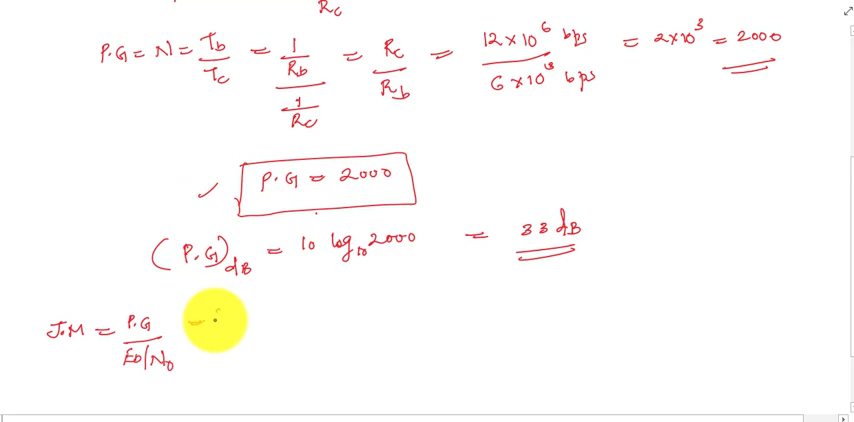 Rc
P.G = N = Tb/Tc = (1/Rb)/(1/Rc) = Rc/Rb = 12×10^6 bps / 6×10^3 bps = 2×10^3 = 2000
✓ P.G = 2000
(P.G)dB = 10 log10 2000 = 33 dB
J.M = P.G / Eb/N0 =